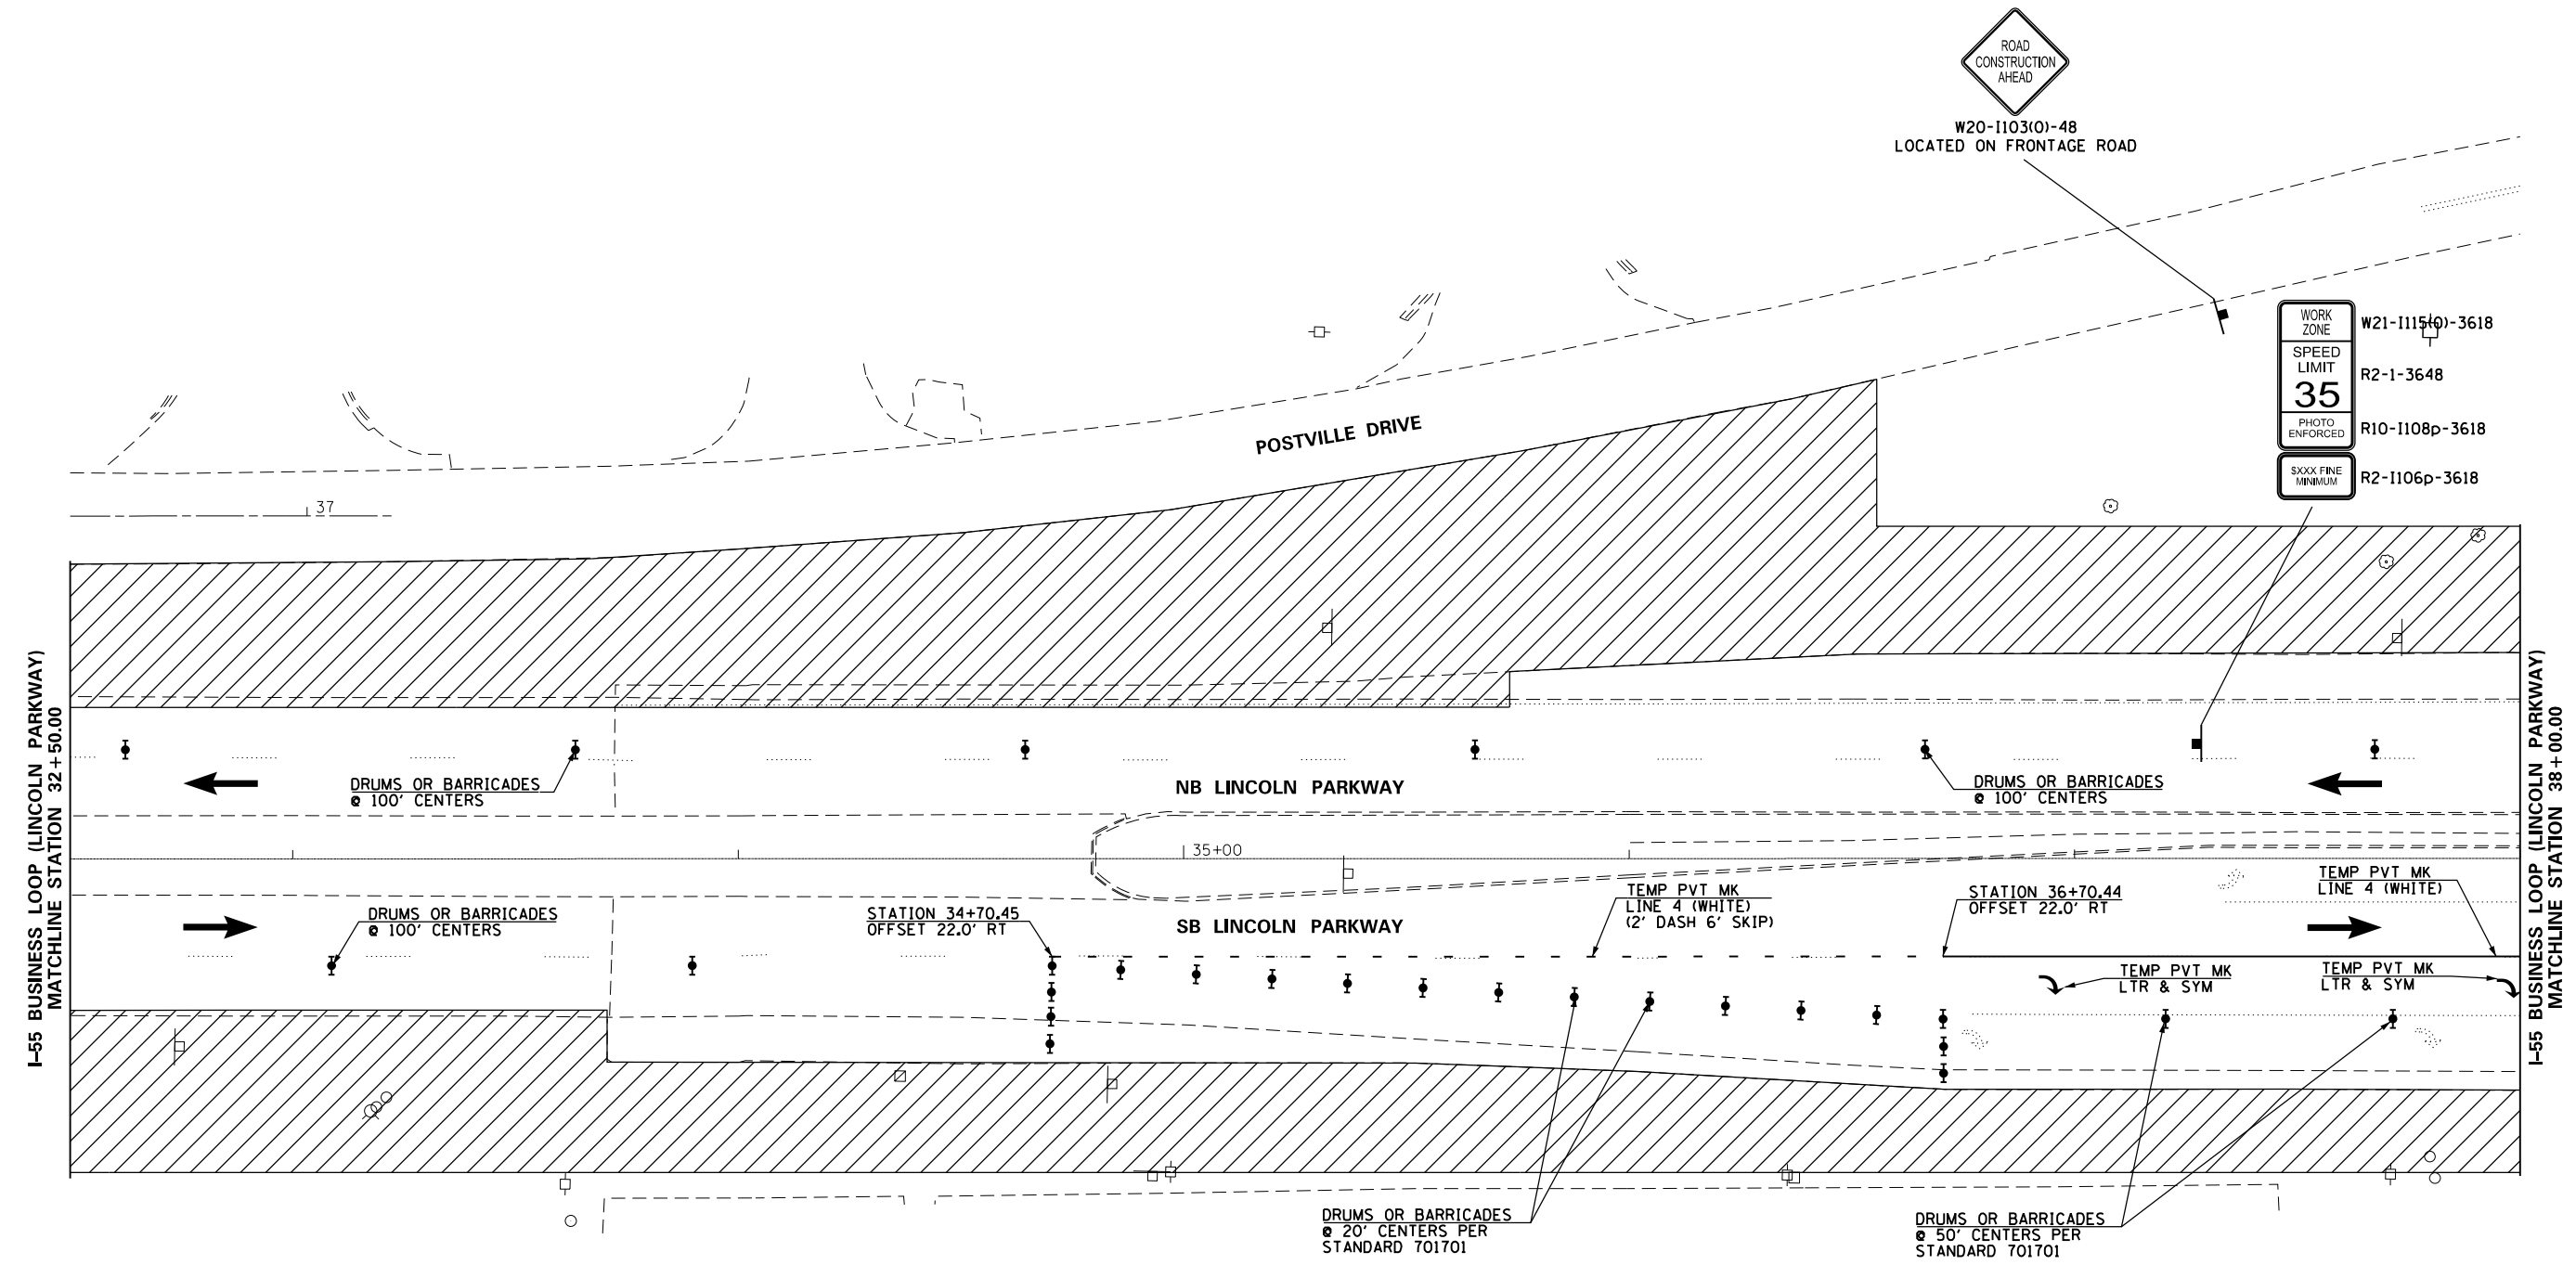 ROAD
CONSTRUCTION
AHEAD
W20-I103(O)-48
LOCATED ON FRONTAGE ROAD
WORK
ZONE
W21-I115(O)-3618
SPEED
LIMIT
35
R2-1-3648
PHOTO
ENFORCED
R10-I108p-3618
$XXX FINE
MINIMUM
R2-I106p-3618
POSTVILLE DRIVE
37
I-55 BUSINESS LOOP (LINCOLN PARKWAY)
MATCHLINE STATION 32+50.00
DRUMS OR BARRICADES
@ 100' CENTERS
NB LINCOLN PARKWAY
DRUMS OR BARRICADES
@ 100' CENTERS
35+00
DRUMS OR BARRICADES
@ 100' CENTERS
STATION 34+70.45
OFFSET 22.0' RT
SB LINCOLN PARKWAY
TEMP PVT MK
LINE 4 (WHITE)
(2' DASH 6' SKIP)
STATION 36+70.44
OFFSET 22.0' RT
TEMP PVT MK
LINE 4 (WHITE)
TEMP PVT MK
LTR & SYM
TEMP PVT MK
LTR & SYM
DRUMS OR BARRICADES
@ 20' CENTERS PER
STANDARD 701701
DRUMS OR BARRICADES
@ 50' CENTERS PER
STANDARD 701701
I-55 BUSINESS LOOP (LINCOLN PARKWAY)
MATCHLINE STATION 38+00.00